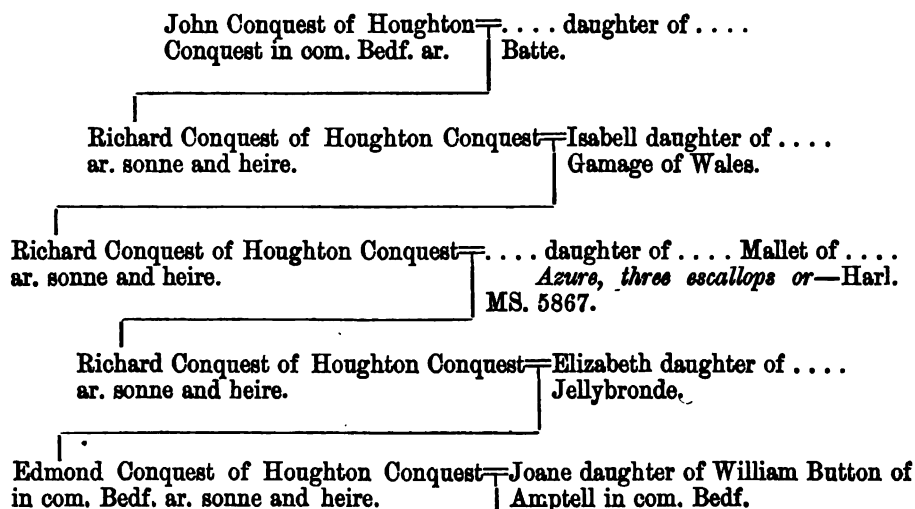 John Conquest of Houghton .... daughter of ....
Conquest in com. Bedf. ar. Batte.
Richard Conquest of Houghton Conquest Isabell daughter of ....
ar. sonne and heire. Gamage of Wales.
Richard Conquest of Houghton Conquest .... daughter of .... Mallet of ....
ar. sonne and heire. Azure, three escallops or—Harl.
MS. 5867.
Richard Conquest of Houghton Conquest Elizabeth daughter of ....
ar. sonne and heire. Jellybronde.
Edmond Conquest of Houghton Conquest Joane daughter of William Button of
in com. Bedf. ar. sonne and heire. Amptell in com. Bedf.